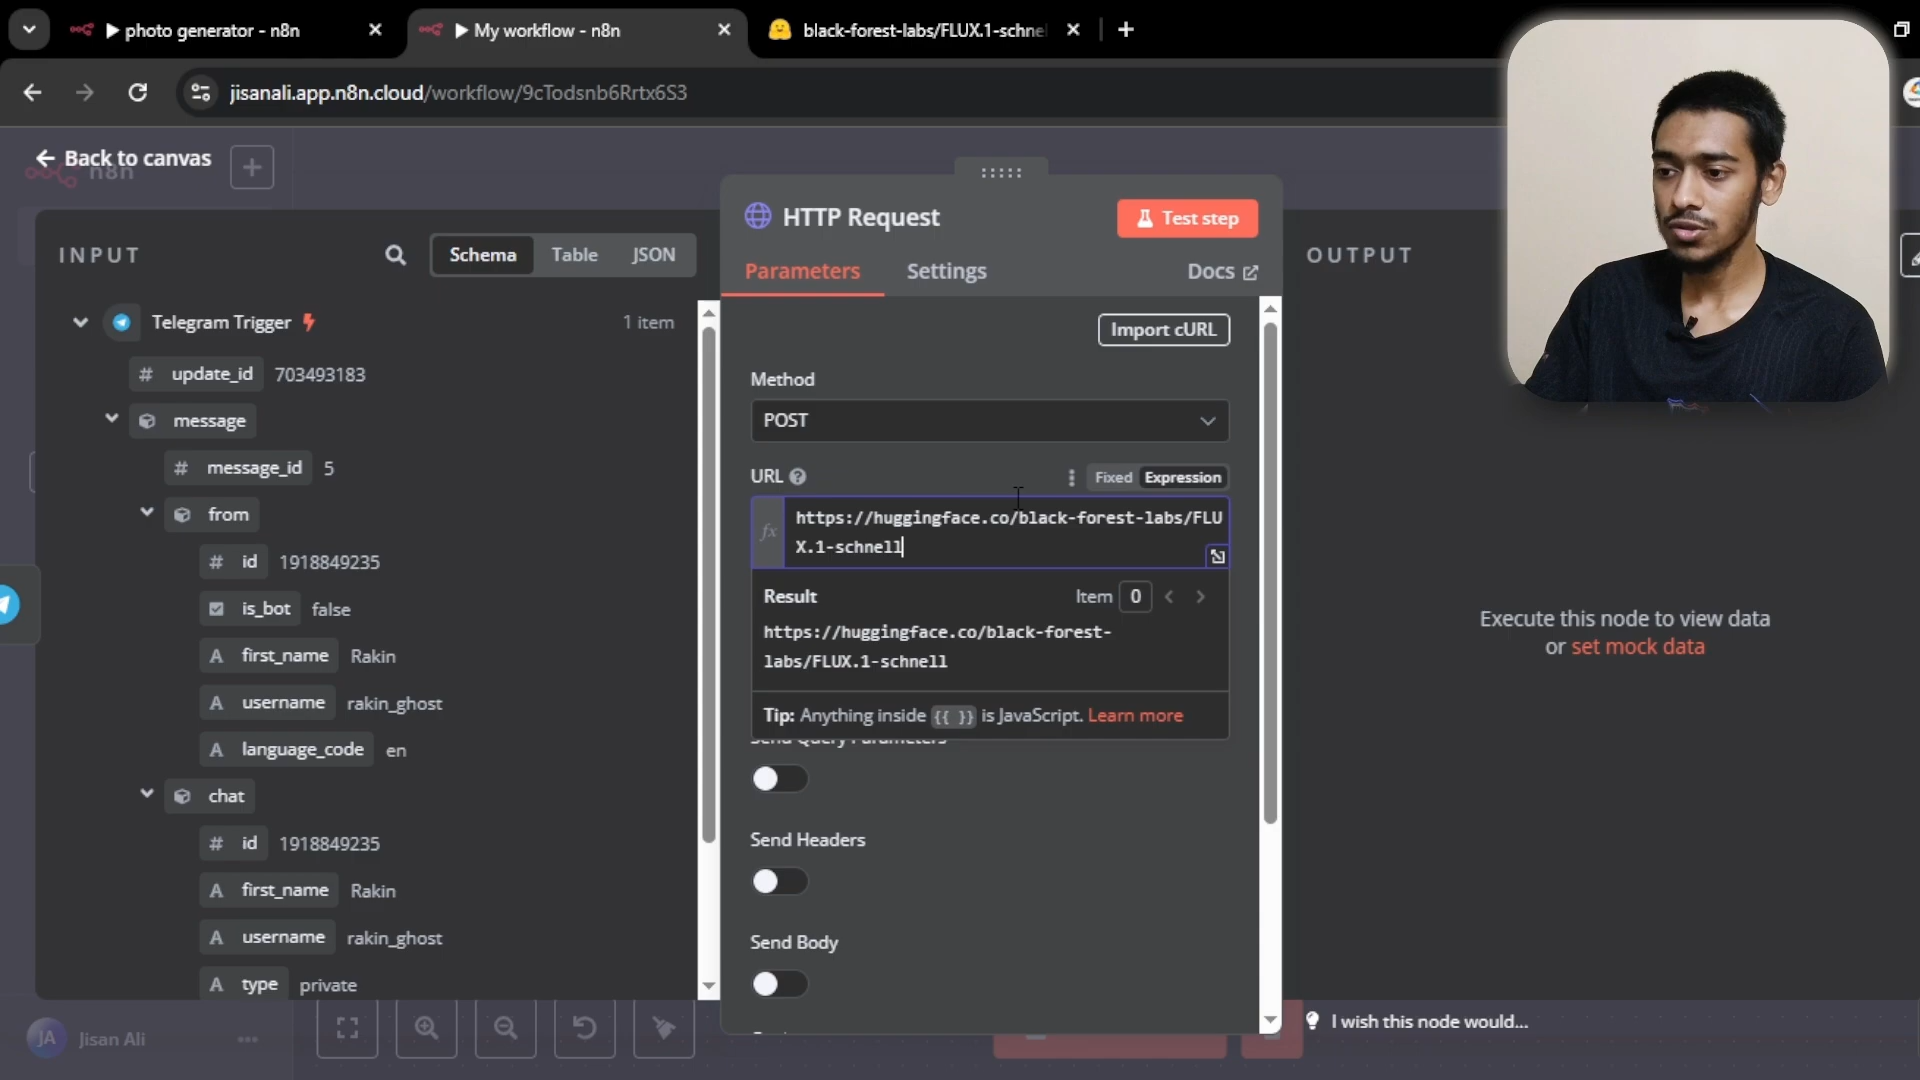 photo generator - n8n
My workflow - n8n
black-forest-labs/FLUX.1-schne
jisanali.app.n8n.cloud/workflow/9cTodsnb6Rrtx6S3
Back to canvas
n8n
INPUT
Schema
Table
JSON
Telegram Trigger
1 item
# update_id 703493183
message
# message_id 5
from
# id 1918849235
is_bot false
A first_name Rakin
A username rakin_ghost
A language_code en
chat
# id 1918849235
A first_name Rakin
A username rakin_ghost
A type private
JA Jisan Ali
HTTP Request
Test step
Parameters
Settings
Docs
Import cURL
Method
POST
URL
Fixed Expression
fx
https://huggingface.co/black-forest-labs/FLU
X.1-schnell
Result
Item 0
https://huggingface.co/black-forest-
labs/FLUX.1-schnell
Tip: Anything inside {{ }} is JavaScript. Learn more
Send Query Parameters
Send Headers
Send Body
OUTPUT
Execute this node to view data
or set mock data
I wish this node would...